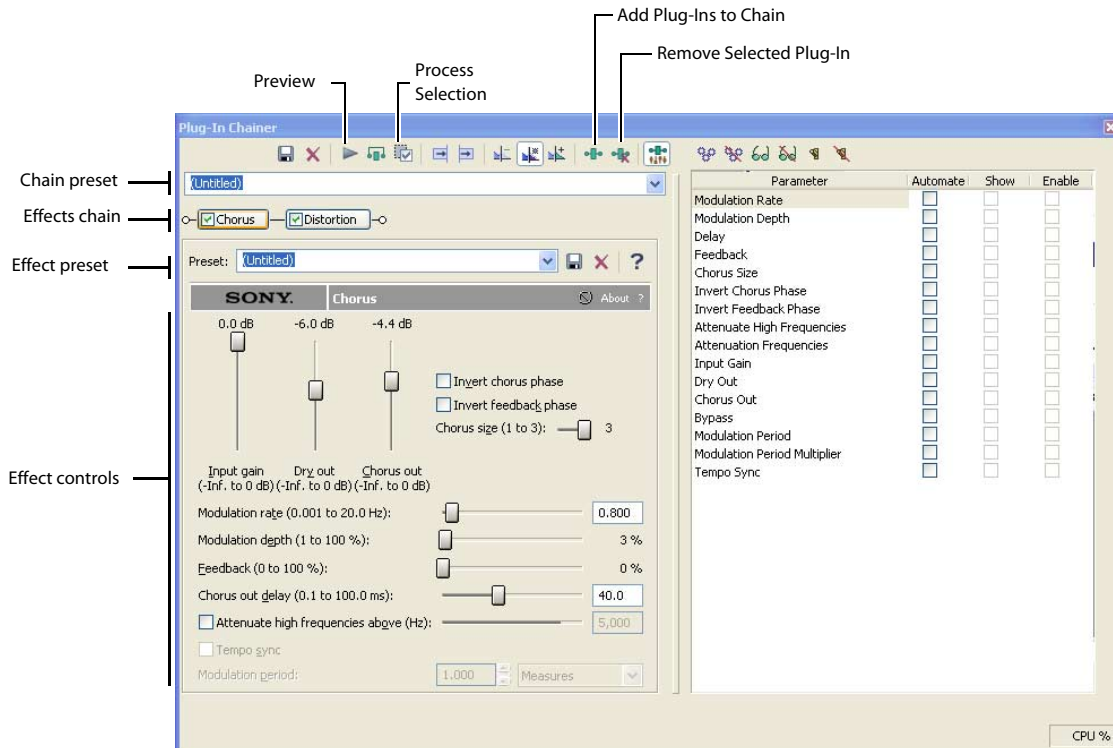 Add Plug-Ins to Chain
Remove Selected Plug-In
Preview
Process
Selection
Plug-In Chainer
Chain preset
(Untitled)
Effects chain
Chorus
Distortion
Effect preset
Preset: (Untitled)
?
SONY. Chorus About ?
0.0 dB -6.0 dB -4.4 dB
Invert chorus phase
Invert feedback phase
Chorus size (1 to 3): 3
Effect controls
Input gain Dry out Chorus out
(-Inf. to 0 dB) (-Inf. to 0 dB) (-Inf. to 0 dB)
Modulation rate (0.001 to 20.0 Hz): 0.800
Modulation depth (1 to 100 %): 3 %
Feedback (0 to 100 %): 0 %
Chorus out delay (0.1 to 100.0 ms): 40.0
Attenuate high frequencies above (Hz): 5,000
Tempo sync
Modulation period: 1.000 Measures
Parameter Automate Show Enable
Modulation Rate
Modulation Depth
Delay
Feedback
Chorus Size
Invert Chorus Phase
Invert Feedback Phase
Attenuate High Frequencies
Attenuation Frequencies
Input Gain
Dry Out
Chorus Out
Bypass
Modulation Period
Modulation Period Multiplier
Tempo Sync
CPU %